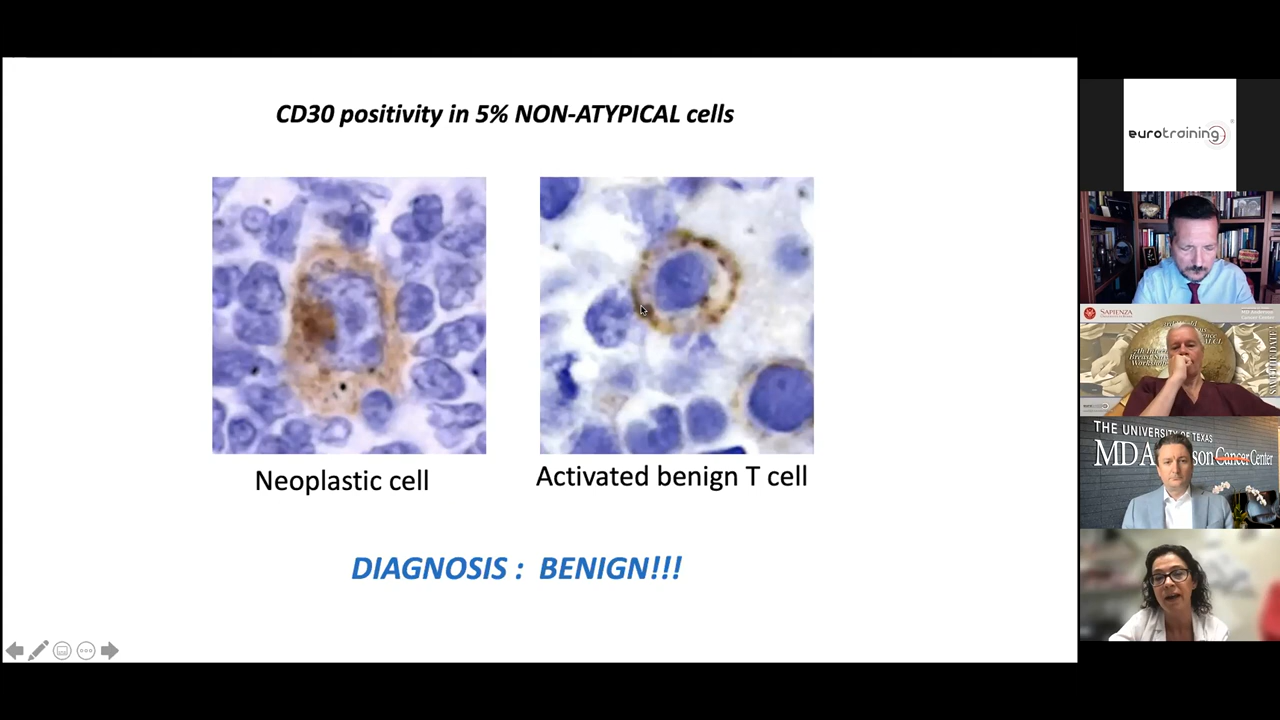 CD30 positivity in 5% NON-ATYPICAL cells
Neoplastic cell
Activated benign T cell
DIAGNOSIS : BENIGN!!!
eurotraining
SAPIENZA
THE UNIVERSITY OF TEXAS
MD Anderson Cancer Center